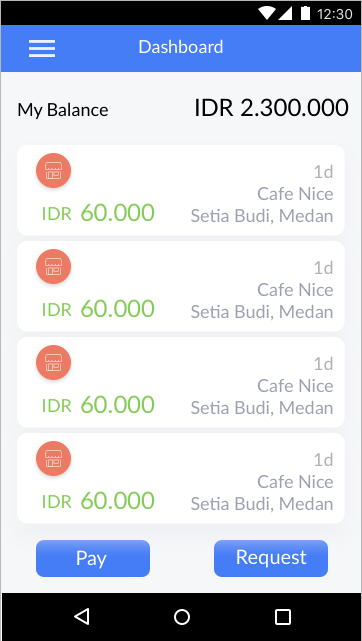 12:30
Dashboard
My Balance IDR 2.300.000
1d
Cafe Nice
IDR 60.000 Setia Budi, Medan
1d
Cafe Nice
IDR 60.000 Setia Budi, Medan
1d
Cafe Nice
IDR 60.000 Setia Budi, Medan
1d
Cafe Nice
IDR 60.000 Setia Budi, Medan
Pay Request